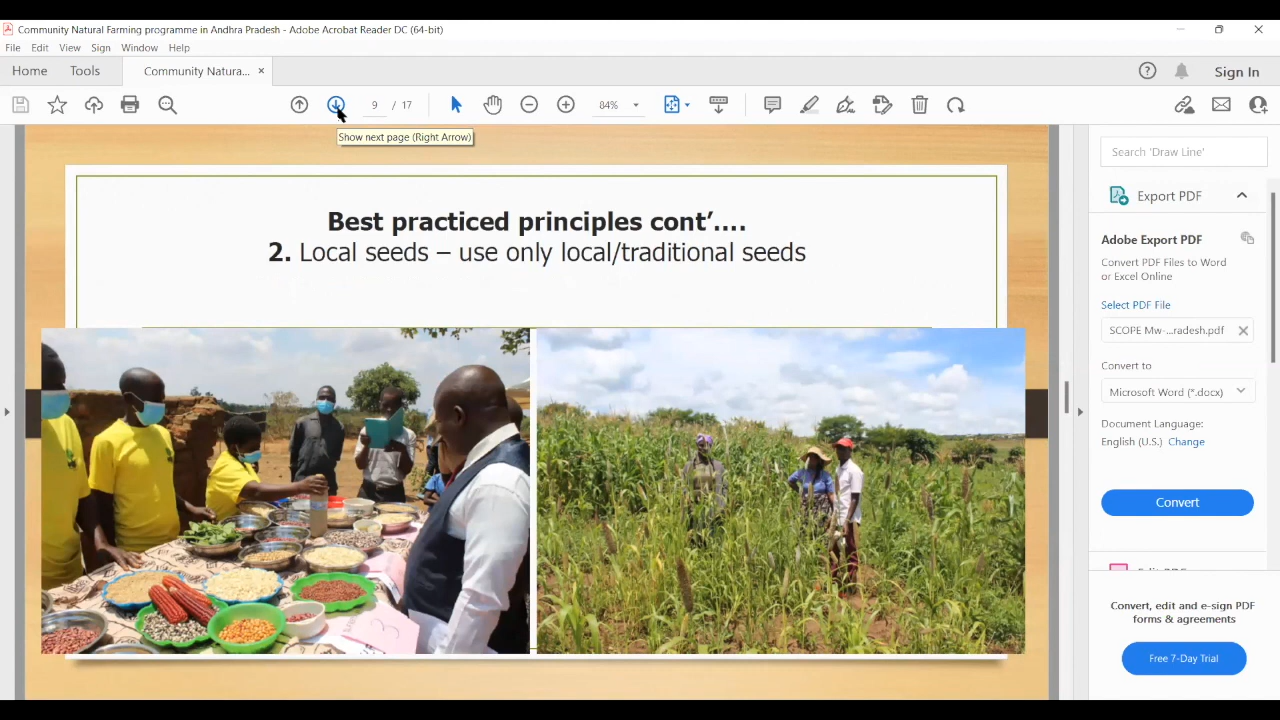 Community Natural Farming programme in Andhra Pradesh - Adobe Acrobat Reader DC (64-bit)
File Edit View Sign Window Help
Home Tools Community Natura... × Sign In
9 / 17 84%
Show next page (Right Arrow)
Search 'Draw Line'
Export PDF
Adobe Export PDF
Convert PDF Files to Word
or Excel Online
Select PDF File
SCOPE Mw-...radesh.pdf
Convert to
Microsoft Word (*.docx)
Document Language:
English (U.S.) Change
Convert
Convert, edit and e-sign PDF
forms & agreements
Free 7-Day Trial
Best practiced principles cont’....
2. Local seeds – use only local/traditional seeds